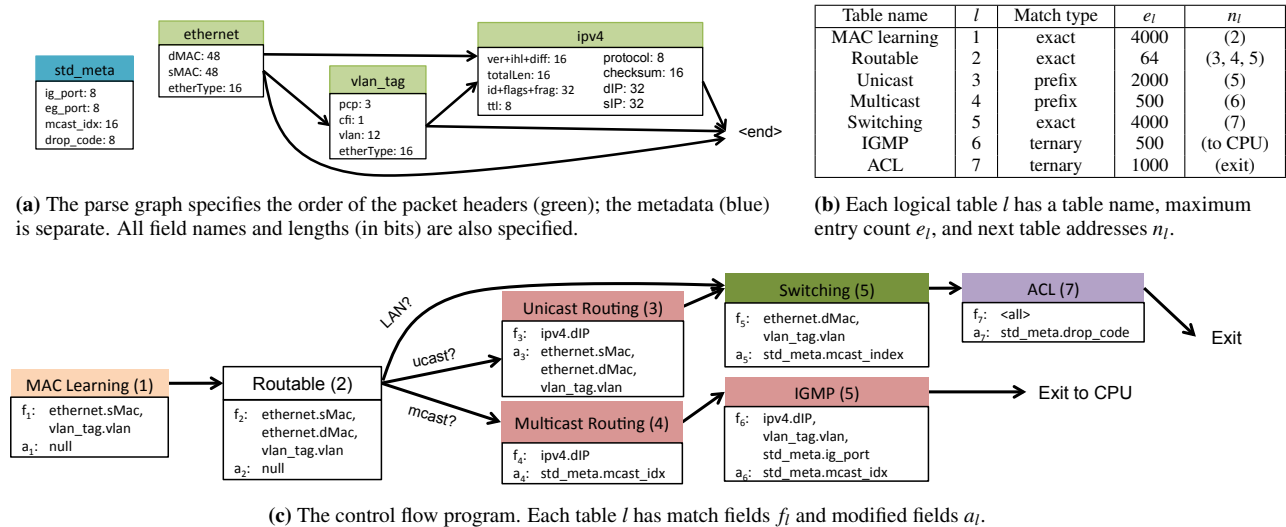 ethernet
dMAC: 48
sMAC: 48
etherType: 16
std_meta
ig_port: 8
eg_port: 8
mcast_idx: 16
drop_code: 8
vlan_tag
pcp: 3
cfi: 1
vlan: 12
etherType: 16
ipv4
ver+ihl+diff: 16 protocol: 8
totalLen: 16 checksum: 16
id+flags+frag: 32 dIP: 32
ttl: 8 sIP: 32
<end>
(a) The parse graph specifies the order of the packet headers (green); the metadata (blue)
is separate. All field names and lengths (in bits) are also specified.
Table name l Match type e_l n_l
MAC learning 1 exact 4000 (2)
Routable 2 exact 64 (3, 4, 5)
Unicast 3 prefix 2000 (5)
Multicast 4 prefix 500 (6)
Switching 5 exact 4000 (7)
IGMP 6 ternary 500 (to CPU)
ACL 7 ternary 1000 (exit)
(b) Each logical table l has a table name, maximum
entry count e_l, and next table addresses n_l.
MAC Learning (1)
f1: ethernet.sMac,
vlan_tag.vlan
a1: null
Routable (2)
f2: ethernet.sMac,
ethernet.dMac,
vlan_tag.vlan
a2: null
LAN?
ucast?
mcast?
Unicast Routing (3)
f3: ipv4.dIP
a3: ethernet.sMac,
ethernet.dMac,
vlan_tag.vlan
Multicast Routing (4)
f4: ipv4.dIP
a4: std_meta.mcast_idx
Switching (5)
f5: ethernet.dMac,
vlan_tag.vlan
a5: std_meta.mcast_index
IGMP (5)
f6: ipv4.dIP,
vlan_tag.vlan,
std_meta.ig_port
a6: std_meta.mcast_idx
ACL (7)
f7: <all>
a7: std_meta.drop_code
Exit
Exit to CPU
(c) The control flow program. Each table l has match fields f_l and modified fields a_l.